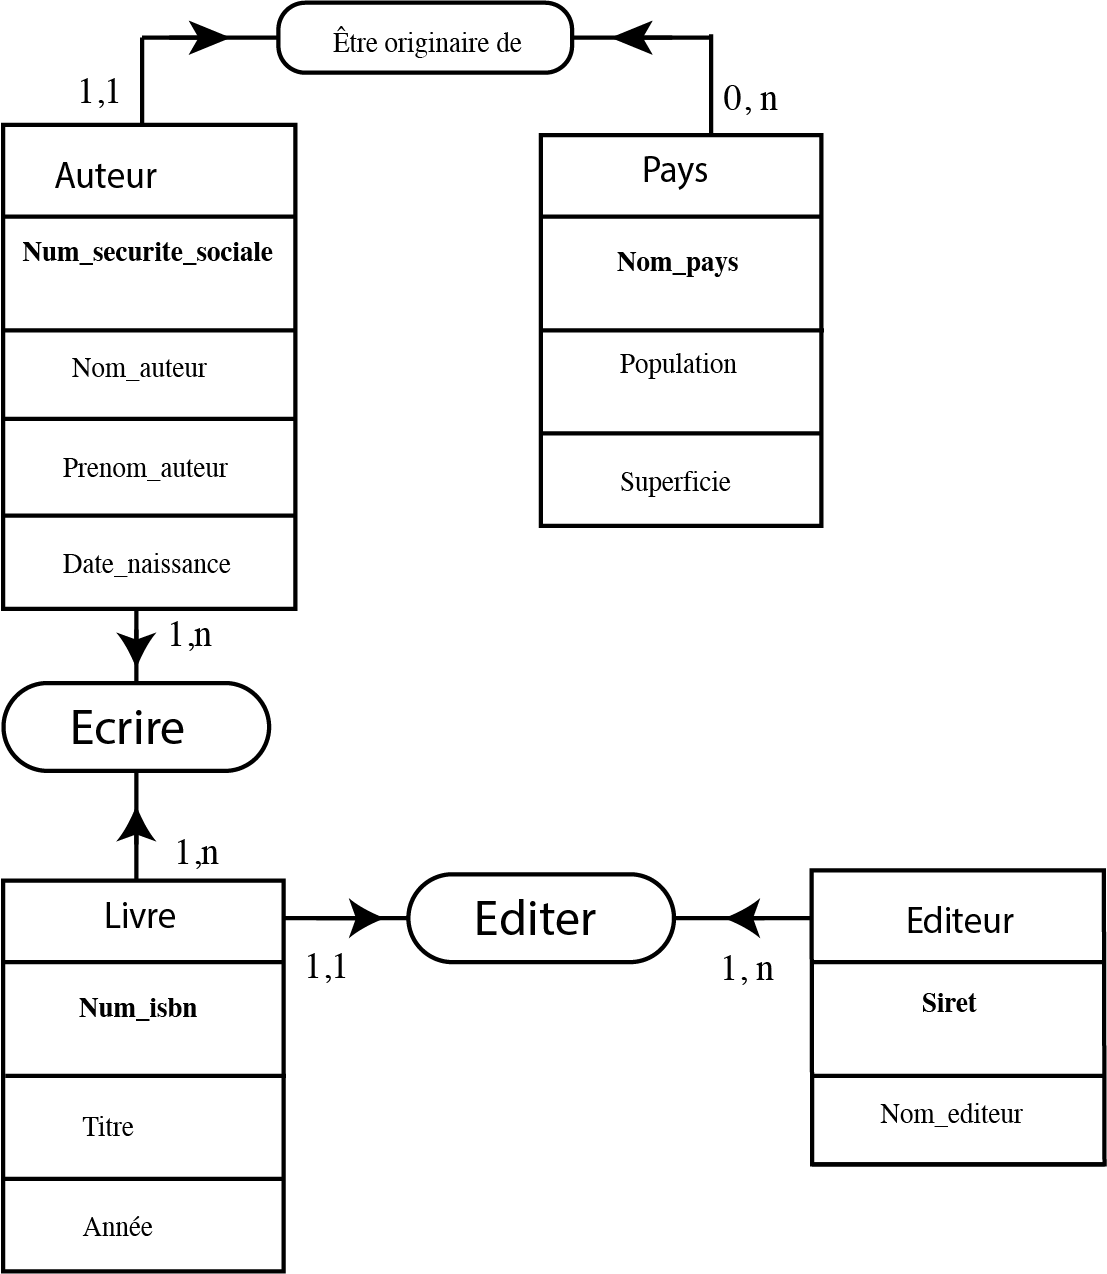 Être originaire de
1,1
0, n
Auteur
Num_securite_sociale
Nom_auteur
Prenom_auteur
Date_naissance
Pays
Nom_pays
Population
Superficie
1,n
Ecrire
1,n
Livre
Num_isbn
Titre
Année
1,1
Editer
1, n
Editeur
Siret
Nom_editeur